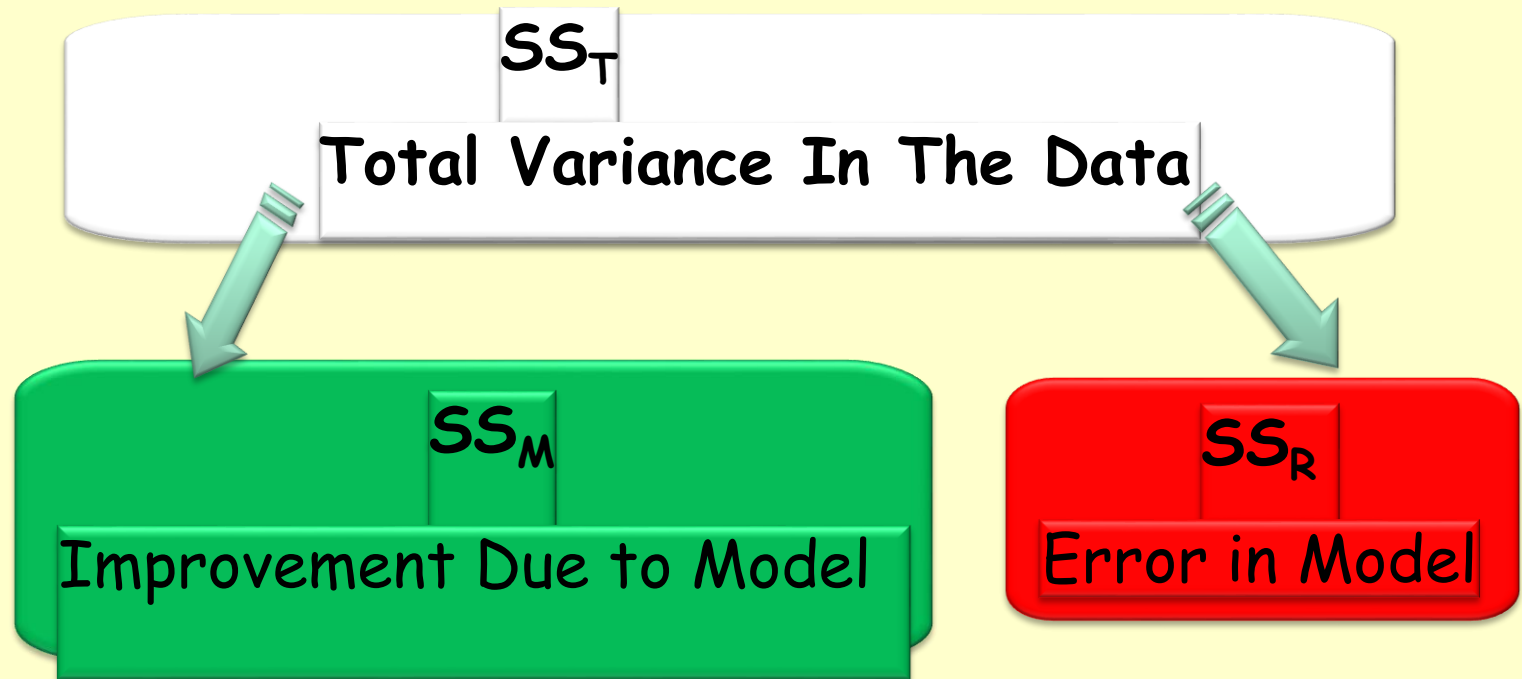 SST
Total Variance In The Data
SSM
Improvement Due to Model
SSR
Error in Model